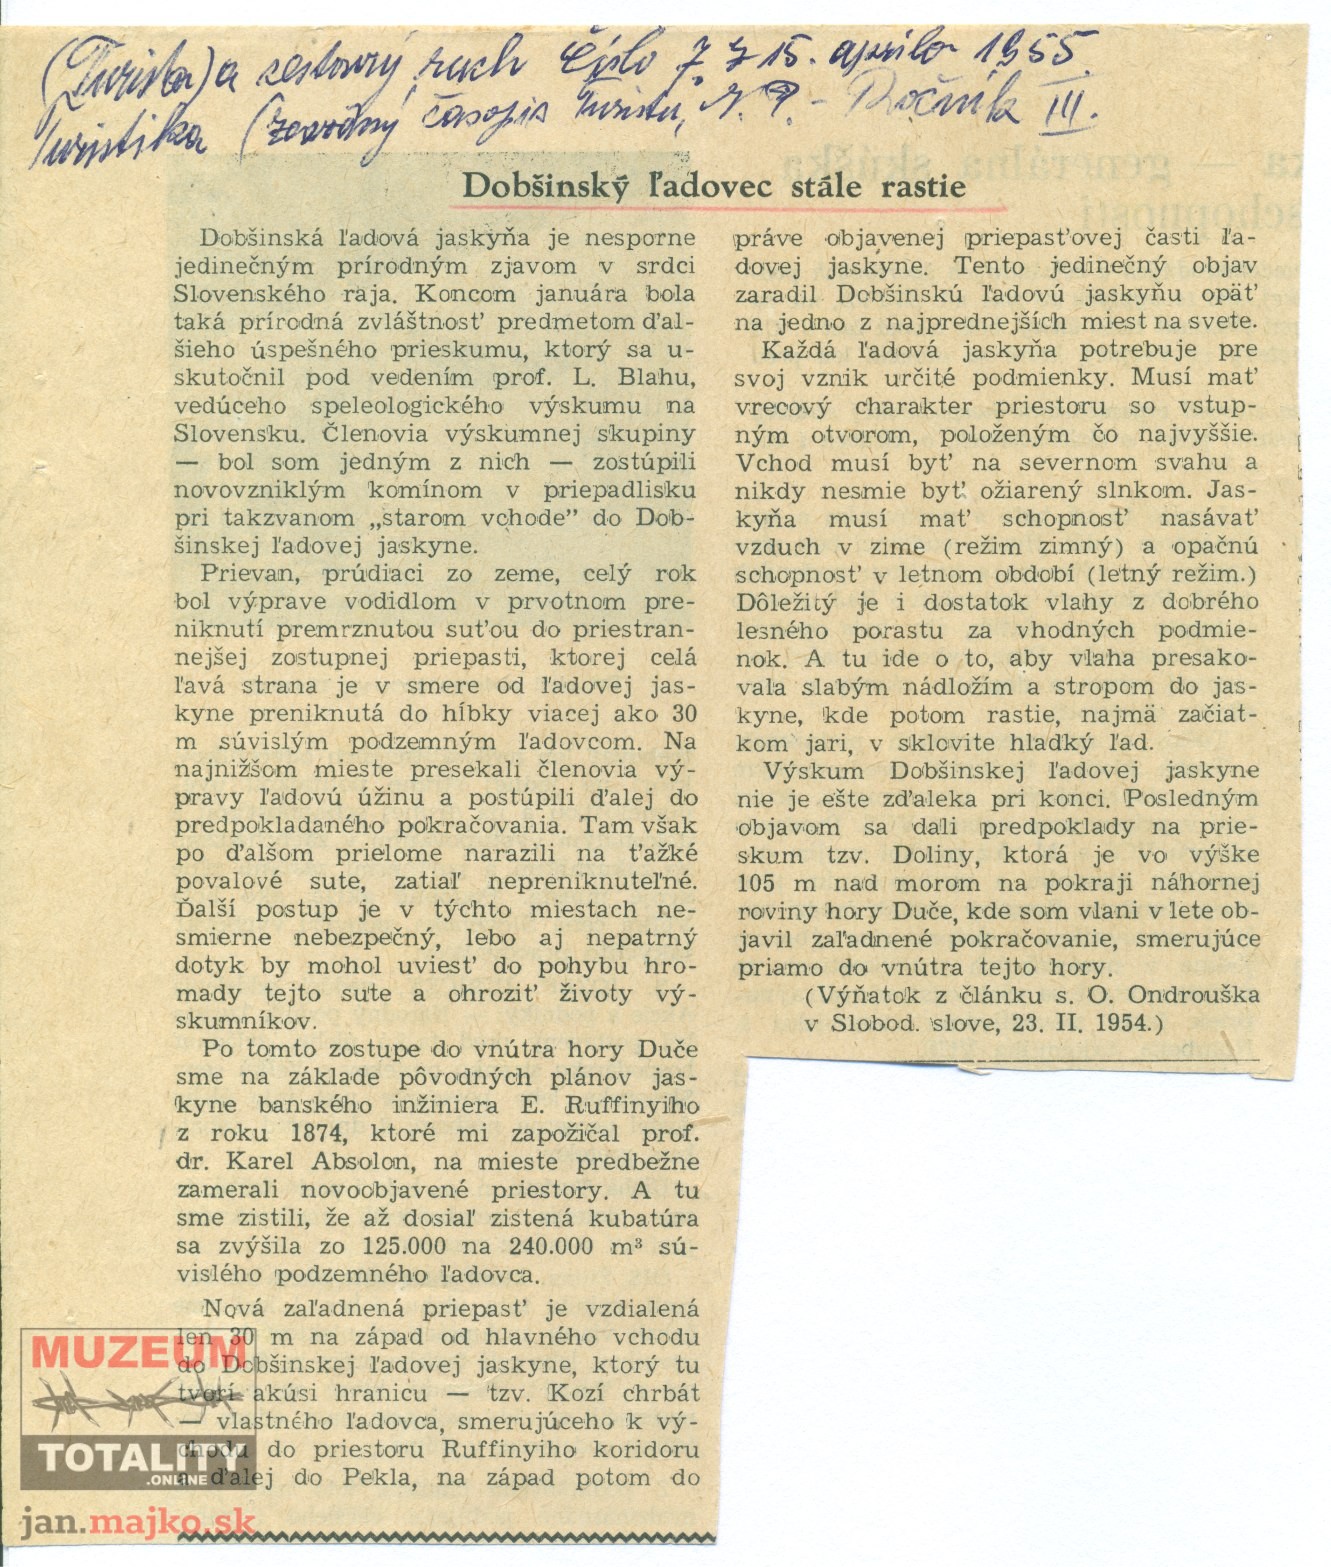 (Turista) a cestovný ruch Číslo 7. z 15. apríla 1955.
Turistika (závodný časopis Turistu, N. P. - Ročník III.
Dobšinský ľadovec stále rastie
Dobšinská ľadová jaskyňa je nesporne
jedinečným prírodným zjavom v srdci
Slovenského raja. Koncom januára bola
taká prírodná zvláštnosť predmetom ďal-
šieho úspešného prieskumu, ktorý sa u-
skutočnil pod vedením prof. L. Blahu,
vedúceho speleologického výskumu na
Slovensku. Členovia výskumnej skupiny
— bol som jedným z nich — zostúpili
novovzniklým komínom v priepadlisku
pri takzvanom „starom vchode" do Dob-
šinskej ľadovej jaskyne.
Prievan, prúdiaci zo zeme, celý rok
bol výprave vodidlom v prvotnom pre-
niknutí premrznutou suťou do priestran-
nejšej zostupnej priepasti, ktorej celá
ľavá strana je v smere od ľadovej jas-
kyne preniknutá do hĺbky viacej ako 30
m súvislým podzemným ľadovcom. Na
najnižšom mieste presekali členovia vý-
pravy ľadovú úžinu a postúpili ďalej do
predpokladaného pokračovania. Tam však
po ďalšom prielome narazili na ťažké
povalové sute, zatiaľ nepreniknuteľné.
Ďalší postup je v týchto miestach ne-
smierne nebezpečný, lebo aj nepatrný
dotyk by mohol uviesť do pohybu hro-
mady tejto sute a ohroziť životy vý-
skumníkov.
Po tomto zostupe do vnútra hory Duče
sme na základe pôvodných plánov jas-
kyne banského inžiniera E. Ruffinyiho
z roku 1874, ktoré mi zapožičal prof.
dr. Karel Absolon, na mieste predbežne
zamerali novoobjavené priestory. A tu
sme zistili, že až dosiaľ zistená kubatúra
sa zvýšila zo 125.000 na 240.000 m³ sú-
vislého podzemného ľadovca.
Nová zaľadnená priepasť je vzdialená
len 30 m na západ od hlavného vchodu
do Dobšinskej ľadovej jaskyne, ktorý tu
tvorí akúsi hranicu — tzv. Kozí chrbát
— vlastného ľadovca, smerujúceho k vý-
chodu do priestoru Ruffinyiho koridoru
a ďalej do Pekla, na západ potom do
práve objavenej priepasťovej časti ľa-
dovej jaskyne. Tento jedinečný objav
zaradil Dobšinskú ľadovú jaskyňu opäť
na jedno z najprednejších miest na svete.
Každá ľadová jaskyňa potrebuje pre
svoj vznik určité podmienky. Musí mať
vrecový charakter priestoru so vstup-
ným otvorom, položeným čo najvyššie.
Vchod musí byť na severnom svahu a
nikdy nesmie byť ožiarený slnkom. Jas-
kyňa musí mať schopnosť nasávať
vzduch v zime (režim zimný) a opačnú
schopnosť v letnom období (letný režim.)
Dôležitý je i dostatok vlahy z dobrého
lesného porastu za vhodných podmie-
nok. A tu ide o to, aby vlaha presako-
vala slabým nádložím a stropom do jas-
kyne, kde potom rastie, najmä začiat-
kom jari, v sklovite hladký ľad.
Výskum Dobšinskej ľadovej jaskyne
nie je ešte zďaleka pri konci. Posledným
objavom sa dali predpoklady na prie-
skum tzv. Doliny, ktorá je vo výške
105 m nad morom na pokraji náhornej
roviny hory Duče, kde som vlani v lete ob-
javil zaľadnené pokračovanie, smerujúce
priamo do vnútra tejto hory.
(Výňatok z článku s. O. Ondrouška
v Slobod. slove, 23. II. 1954.)
MUZEUM
TOTALITY
.ONLINE
jan.majko.sk